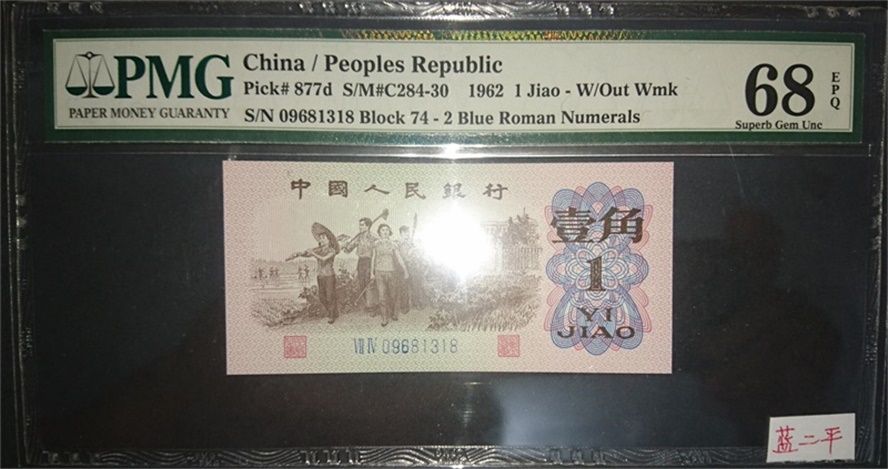 PMG
PAPER MONEY GUARANTY
China / Peoples Republic
Pick# 877d S/M#C284-30 1962 1 Jiao - W/Out Wmk
S/N 09681318 Block 74 - 2 Blue Roman Numerals
68 EPQ
Superb Gem Unc
中國人民銀行
壹角
1
YI
JIAO
VII IV 09681318
蓝二平